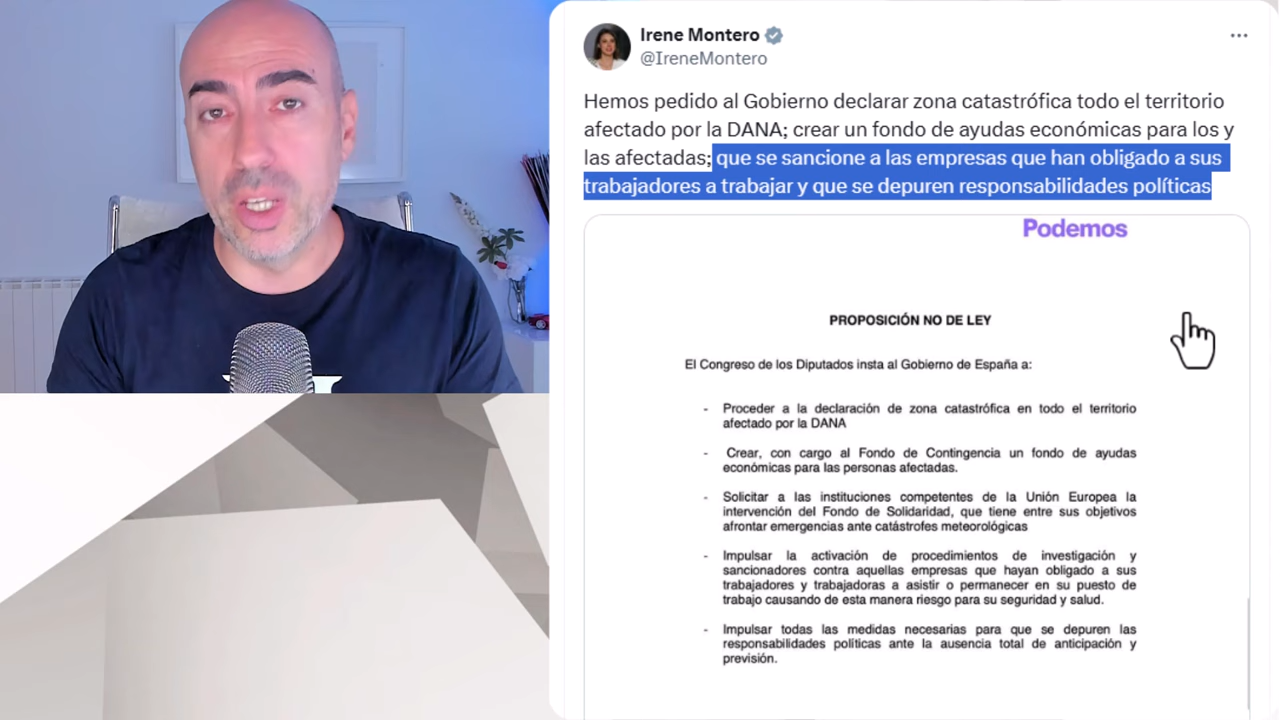 Irene Montero
@IreneMontero
Hemos pedido al Gobierno declarar zona catastrófica todo el territorio
afectado por la DANA; crear un fondo de ayudas económicas para los y
las afectadas; que se sancione a las empresas que han obligado a sus
trabajadores a trabajar y que se depuren responsabilidades políticas
Podemos
PROPOSICIÓN NO DE LEY
El Congreso de los Diputados insta al Gobierno de España a:
- Proceder a la declaración de zona catastrófica en todo el territorio
afectado por la DANA
- Crear, con cargo al Fondo de Contingencia un fondo de ayudas
económicas para las personas afectadas.
- Solicitar a las instituciones competentes de la Unión Europea la
intervención del Fondo de Solidaridad, que tiene entre sus objetivos
afrontar emergencias ante catástrofes meteorológicas
- Impulsar la activación de procedimientos de investigación y
sancionadores contra aquellas empresas que hayan obligado a sus
trabajadores y trabajadoras a asistir o permanecer en su puesto de
trabajo causando de esta manera riesgo para su seguridad y salud.
- Impulsar todas las medidas necesarias para que se depuren las
responsabilidades políticas ante la ausencia total de anticipación y
previsión.